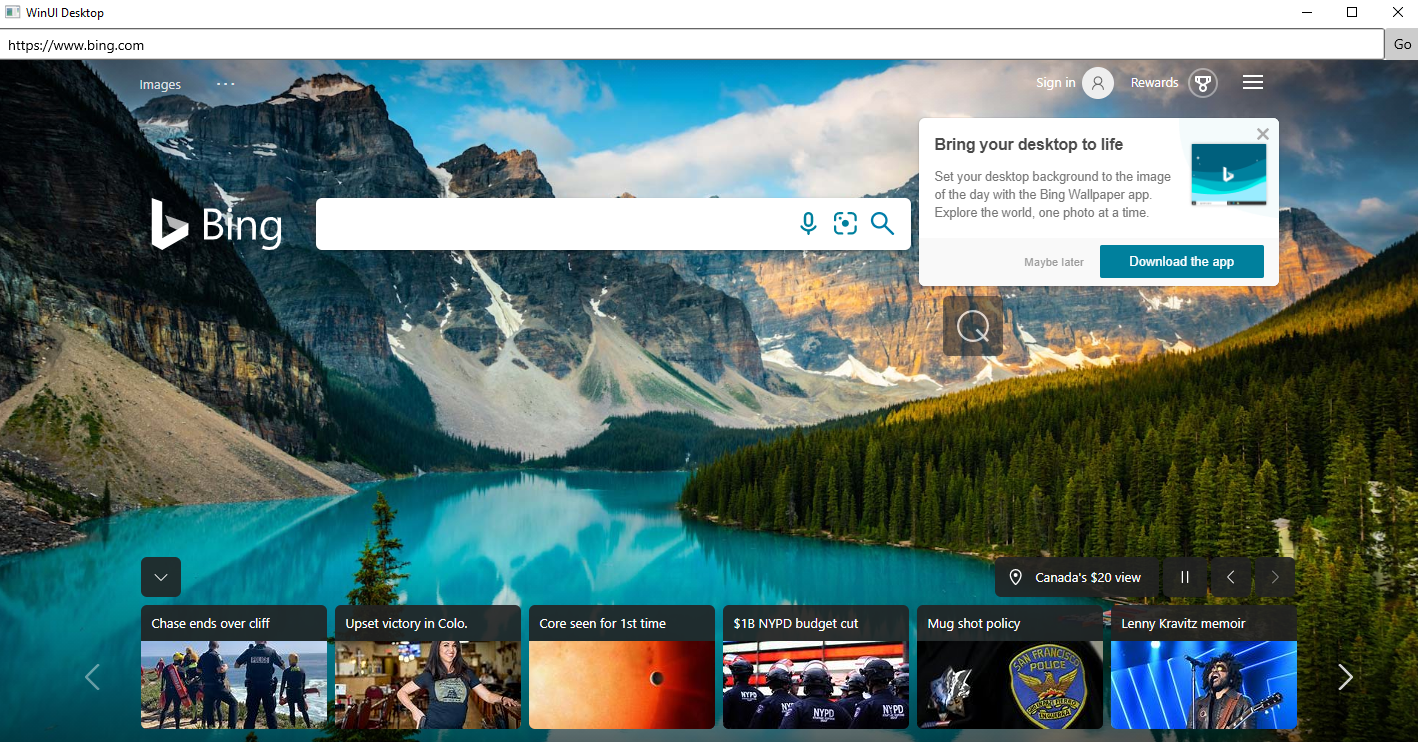 WinUI Desktop
https://www.bing.com
Go
Images
Sign in
Rewards
Bring your desktop to life
Set your desktop background to the image
of the day with the Bing Wallpaper app.
Explore the world, one photo at a time.
Maybe later
Download the app
Bing
Canada's $20 view
Chase ends over cliff
Upset victory in Colo.
Core seen for 1st time
$1B NYPD budget cut
Mug shot policy
Lenny Kravitz memoir
POLICE
NYPD
NYPD
NYPD
SAN FRANCISCO
POLICE